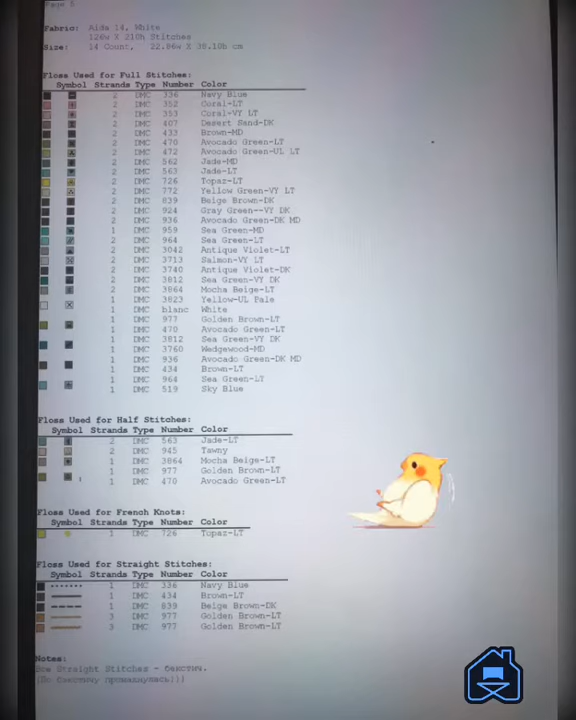 Page 5
Fabric: Aida 14, White
126w X 210h Stitches
Size: 14 Count, 22.86w X 38.10h cm
Floss Used for Full Stitches:
Symbol Strands Type Number Color
2 DMC 336 Navy Blue
2 DMC 352 Coral-LT
2 DMC 353 Coral-VY LT
2 DMC 407 Desert Sand-DK
2 DMC 433 Brown-MD
2 DMC 470 Avocado Green-LT
2 DMC 472 Avocado Green-UL LT
2 DMC 562 Jade-MD
2 DMC 563 Jade-LT
2 DMC 726 Topaz-LT
2 DMC 772 Yellow Green-VY LT
2 DMC 839 Beige Brown-DK
2 DMC 924 Gray Green--VY DK
2 DMC 936 Avocado Green-DK MD
1 DMC 959 Sea Green-MD
2 DMC 964 Sea Green-LT
2 DMC 3042 Antique Violet-LT
2 DMC 3713 Salmon-VY LT
2 DMC 3740 Antique Violet-DK
2 DMC 3812 Sea Green-VY DK
2 DMC 3864 Mocha Beige-LT
1 DMC 3823 Yellow-UL Pale
1 DMC blanc White
1 DMC 977 Golden Brown-LT
1 DMC 470 Avocado Green-LT
1 DMC 3812 Sea Green-VY DK
1 DMC 3760 Wedgewood-MD
1 DMC 936 Avocado Green-DK MD
1 DMC 434 Brown-LT
1 DMC 964 Sea Green-LT
1 DMC 519 Sky Blue
Floss Used for Half Stitches:
Symbol Strands Type Number Color
2 DMC 563 Jade-LT
2 DMC 945 Tawny
1 DMC 3864 Mocha Beige-LT
1 DMC 977 Golden Brown-LT
1 DMC 470 Avocado Green-LT
Floss Used for French Knots:
Symbol Strands Type Number Color
1 DMC 726 Topaz-LT
Floss Used for Straight Stitches:
Symbol Strands Type Number Color
1 DMC 336 Navy Blue
1 DMC 434 Brown-LT
1 DMC 839 Beige Brown-DK
3 DMC 977 Golden Brown-LT
3 DMC 977 Golden Brown-LT
Notes:
Все Straight Stitches - бекстич.
(По бекстичу промахнулись)))